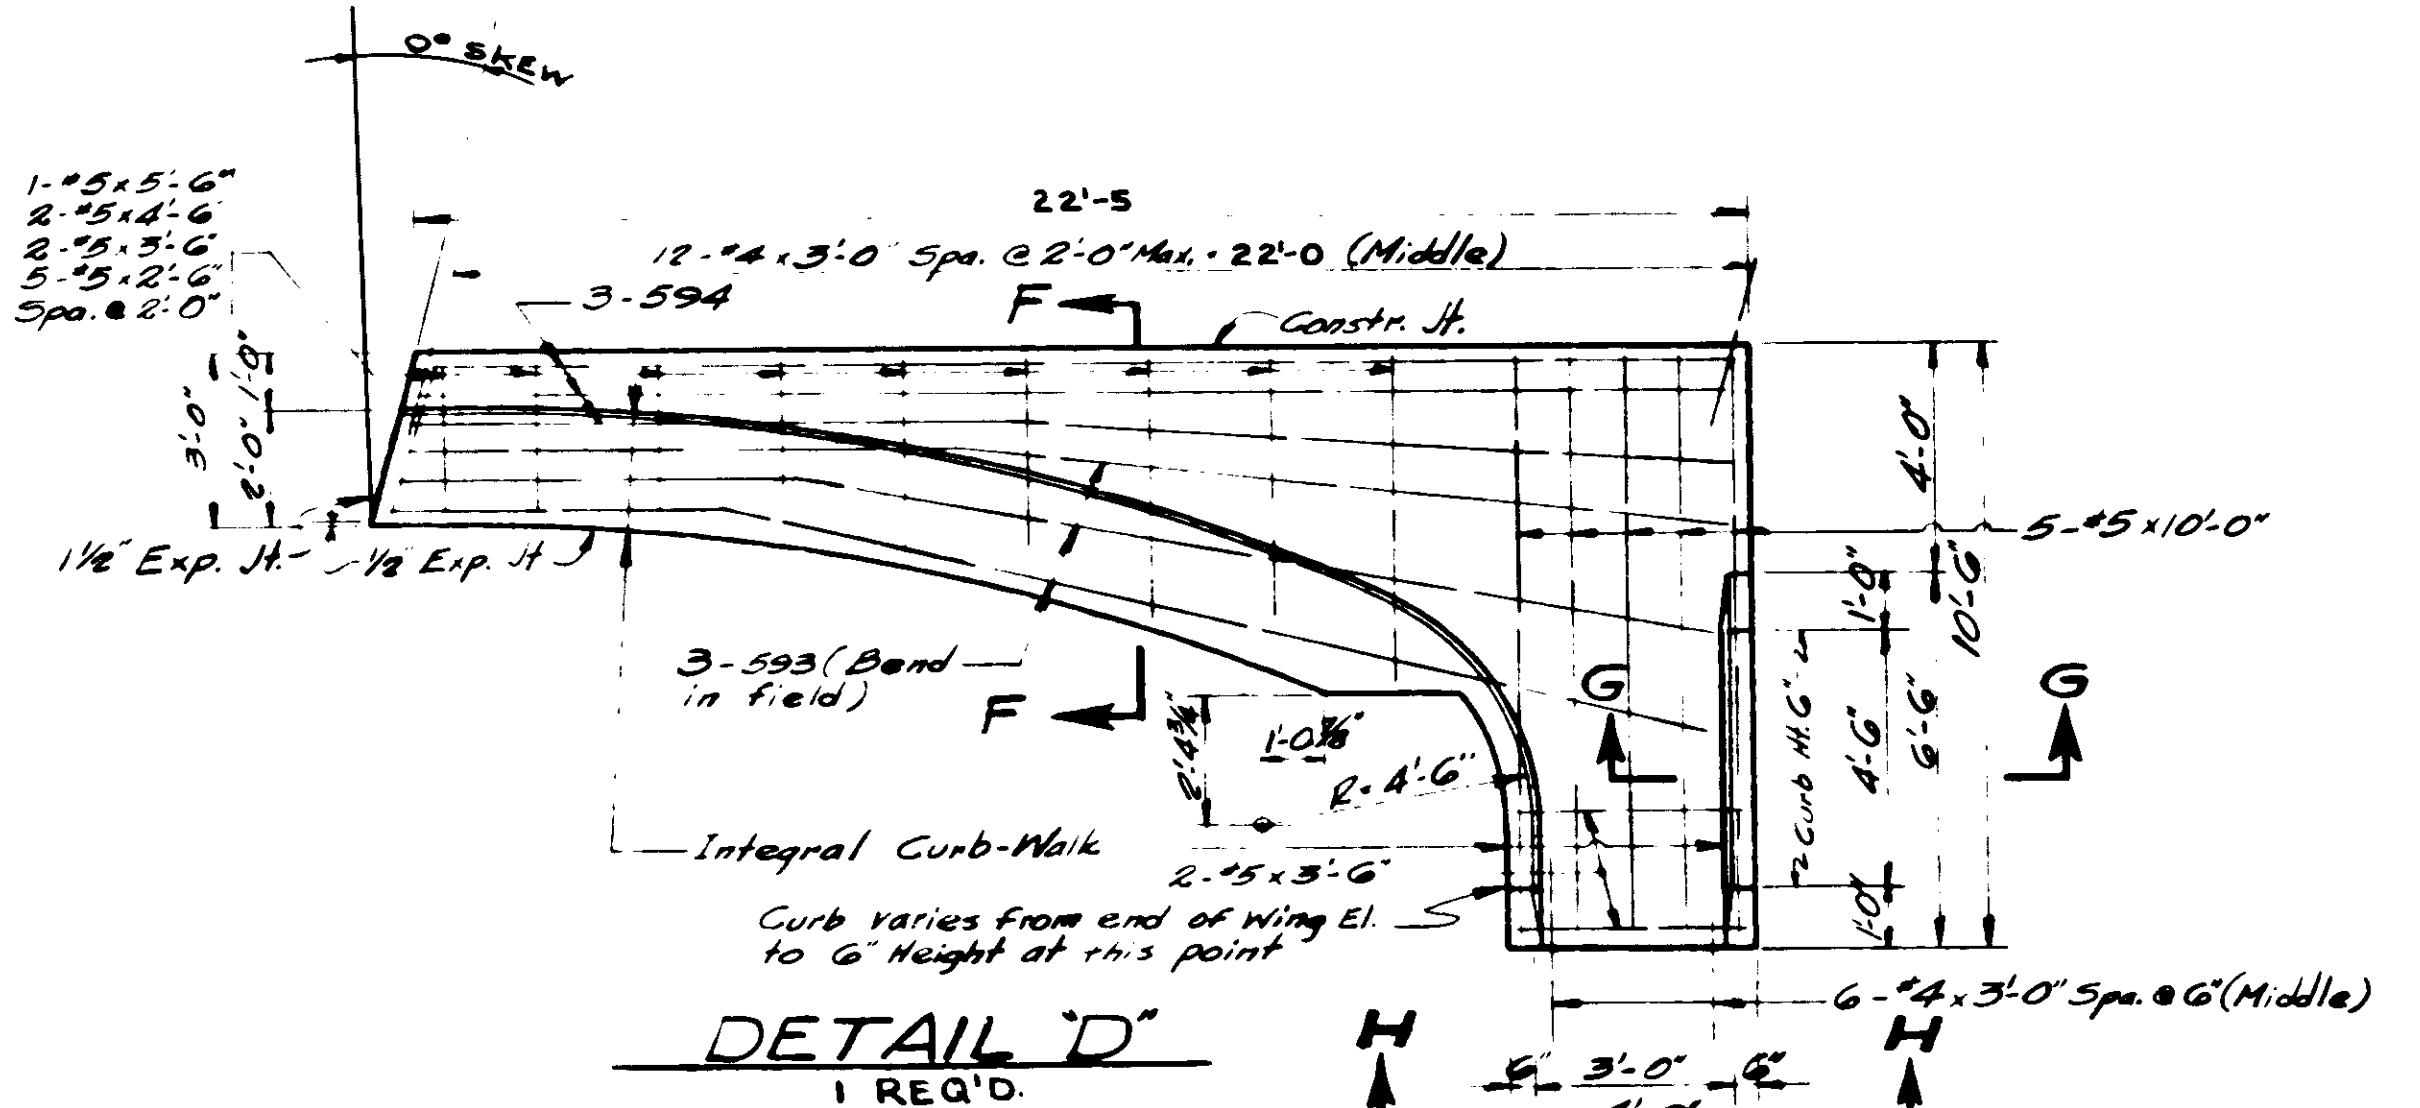 0° SKEW
1-#5x5'-6"
2-#5x4'-6"
2-#5x3'-6"
5-#5x2'-6"
Spa. @ 2'-0"
22'-5
12-#4x3'-0" Spa. @ 2'-0" Max. = 22'-0 (Middle)
3-594
F
Constr. Jt.
3'-0"
2'-0"
1'-0"
4'-0"
5-#5x10'-0"
1½" Exp. Jt.
½" Exp. Jt
1'-0"
10'-6"
3-593 (Bend
in field)
F
G
G
2'-4¾"
R=4'-6"
Curb Ht. 6"
4'-6"
6'-6"
Integral Curb-Walk
2-#5x3'-6"
Curb varies from end of Wing El.
to 6" Height at this point
1'-0"
6-#4x3'-0" Spa. @ 6" (Middle)
DETAIL "D"
1 REQ'D.
H
H
6"
3'-0"
6"